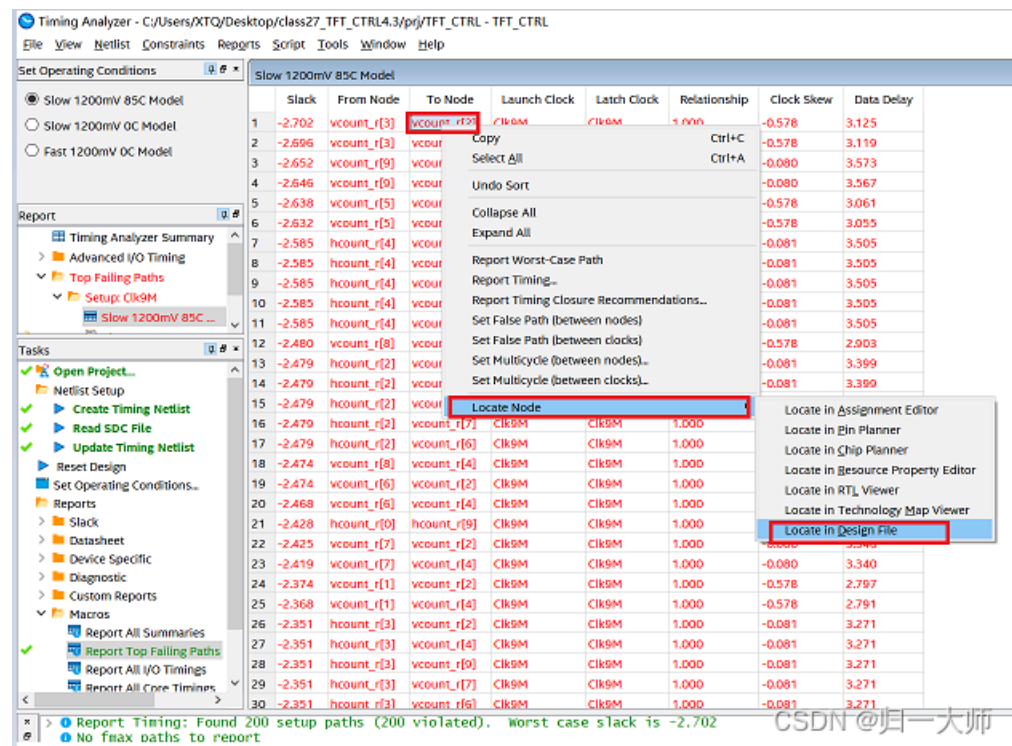 Timing Analyzer - C:/Users/XTQ/Desktop/class27_TFT_CTRL4.3/prj/TFT_CTRL - TFT_CTRL
File View Netlist Constraints Reports Script Tools Window Help
Set Operating Conditions
Slow 1200mV 85C Model
Slow 1200mV 0C Model
Fast 1200mV 0C Model
Report
Timing Analyzer Summary
Advanced I/O Timing
Top Failing Paths
Setup: Clk9M
Slow 1200mV 85C ...
Tasks
Open Project...
Netlist Setup
Create Timing Netlist
Read SDC File
Update Timing Netlist
Reset Design
Set Operating Conditions...
Reports
Slack
Datasheet
Device Specific
Diagnostic
Custom Reports
Macros
Report All Summaries
Report Top Failing Paths
Report All I/O Timings
Report All Core Timings
Slow 1200mV 85C Model
Slack From Node To Node Launch Clock Latch Clock Relationship Clock Skew Data Delay
1 -2.702 vcount_r[3] vcount_r[2] Clk9M Clk9M 1.000 -0.578 3.125
2 -2.696 vcount_r[3] -0.578 3.119
3 -2.652 vcount_r[9] -0.080 3.573
4 -2.646 vcount_r[9] -0.080 3.567
5 -2.638 vcount_r[5] -0.578 3.061
6 -2.632 vcount_r[5] -0.578 3.055
7 -2.585 hcount_r[4] -0.081 3.505
8 -2.585 hcount_r[4] -0.081 3.505
9 -2.585 hcount_r[4] -0.081 3.505
10 -2.585 hcount_r[4] -0.081 3.505
11 -2.585 hcount_r[4] -0.081 3.505
12 -2.480 vcount_r[8] -0.578 2.903
13 -2.479 hcount_r[2] -0.081 3.399
14 -2.479 hcount_r[2] -0.081 3.399
15 -2.479 hcount_r[2]
16 -2.479 hcount_r[2] vcount_r[7] Clk9M Clk9M 1.000
17 -2.479 hcount_r[2] vcount_r[6] Clk9M Clk9M 1.000
18 -2.474 vcount_r[8] vcount_r[4] Clk9M Clk9M 1.000
19 -2.474 vcount_r[6] vcount_r[2] Clk9M Clk9M 1.000
20 -2.468 vcount_r[6] vcount_r[4] Clk9M Clk9M 1.000
21 -2.428 hcount_r[0] hcount_r[9] Clk9M Clk9M 1.000
22 -2.425 vcount_r[7] vcount_r[2] Clk9M Clk9M 1.000
23 -2.419 vcount_r[7] vcount_r[4] Clk9M Clk9M 1.000 -0.080 3.340
24 -2.374 vcount_r[1] vcount_r[2] Clk9M Clk9M 1.000 -0.578 2.797
25 -2.368 vcount_r[1] vcount_r[4] Clk9M Clk9M 1.000 -0.578 2.791
26 -2.351 hcount_r[3] vcount_r[2] Clk9M Clk9M 1.000 -0.081 3.271
27 -2.351 hcount_r[3] vcount_r[4] Clk9M Clk9M 1.000 -0.081 3.271
28 -2.351 hcount_r[3] vcount_r[9] Clk9M Clk9M 1.000 -0.081 3.271
29 -2.351 hcount_r[3] vcount_r[7] Clk9M Clk9M 1.000 -0.081 3.271
30 -2.351 hcount_r[3] vcount_r[6] Clk9M Clk9M 1.000 -0.081 3.271
Copy Ctrl+C
Select All Ctrl+A
Undo Sort
Collapse All
Expand All
Report Worst-Case Path
Report Timing...
Report Timing Closure Recommendations...
Set False Path (between nodes)
Set False Path (between clocks)
Set Multicycle (between nodes)...
Set Multicycle (between clocks)...
Locate Node
Locate in Assignment Editor
Locate in Pin Planner
Locate in Chip Planner
Locate in Resource Property Editor
Locate in RTL Viewer
Locate in Technology Map Viewer
Locate in Design File
Report Timing: Found 200 setup paths (200 violated). Worst case slack is -2.702
No fmax paths to report
CSDN @归一大师